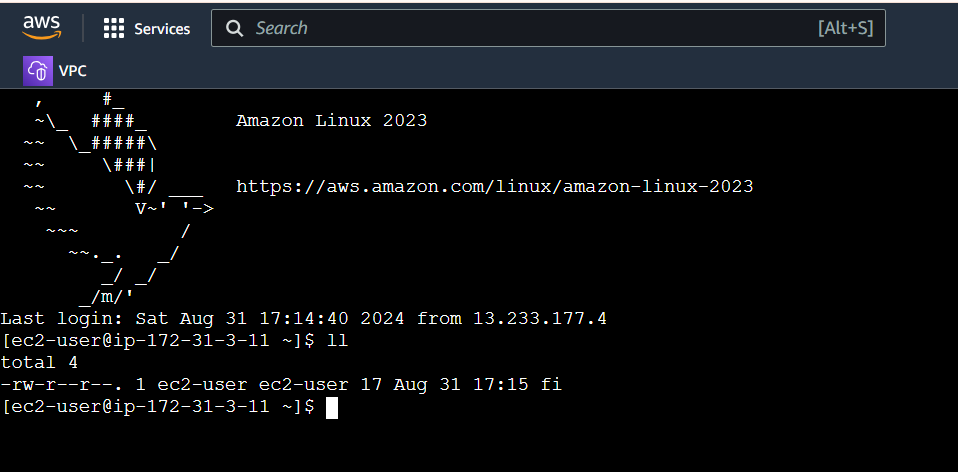 aws
Services
Search
[Alt+S]
VPC
   ,     #_
   ~\_  ####_        Amazon Linux 2023
  ~~  \_#####\
  ~~     \###|
  ~~       \#/ ___   https://aws.amazon.com/linux/amazon-linux-2023
   ~~       V~' '->
    ~~~         /
      ~~._.   _/
         _/ _/
       _/m/'
Last login: Sat Aug 31 17:14:40 2024 from 13.233.177.4
[ec2-user@ip-172-31-3-11 ~]$ ll
total 4
-rw-r--r--. 1 ec2-user ec2-user 17 Aug 31 17:15 fi
[ec2-user@ip-172-31-3-11 ~]$